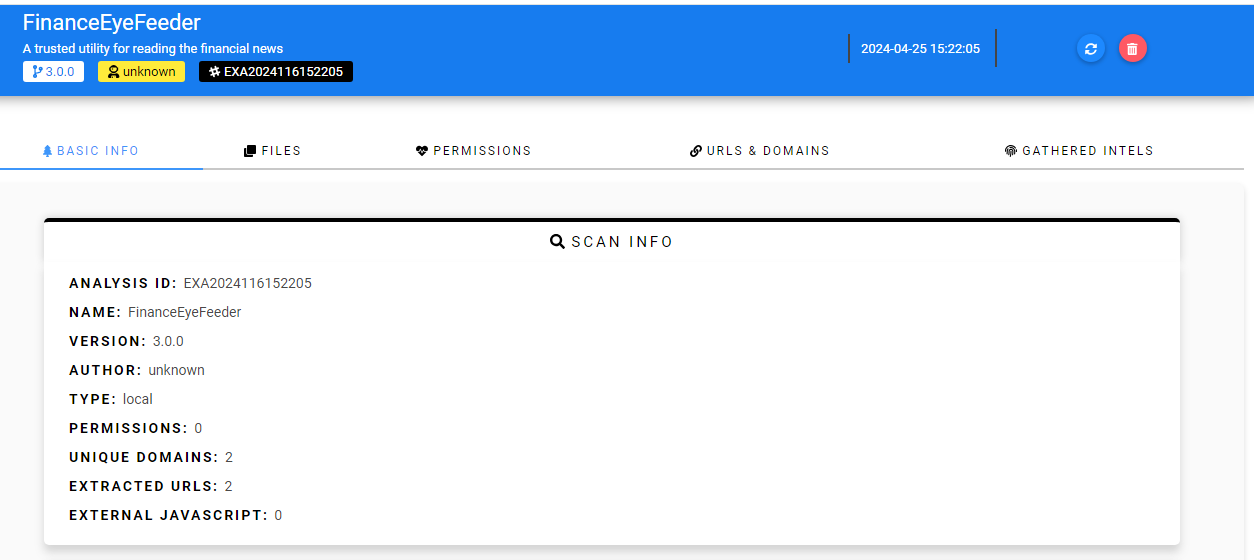 FinanceEyeFeeder
A trusted utility for reading the financial news
2024-04-25 15:22:05
3.0.0 unknown EXA2024116152205
BASIC INFO FILES PERMISSIONS URLS & DOMAINS GATHERED INTELS
SCAN INFO
ANALYSIS ID: EXA2024116152205
NAME: FinanceEyeFeeder
VERSION: 3.0.0
AUTHOR: unknown
TYPE: local
PERMISSIONS: 0
UNIQUE DOMAINS: 2
EXTRACTED URLS: 2
EXTERNAL JAVASCRIPT: 0